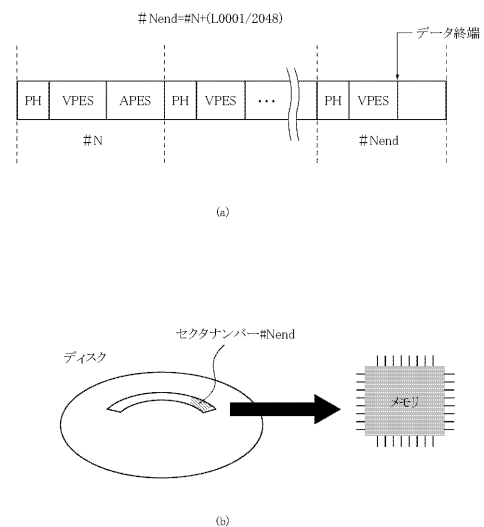 #Nend=#N+(L0001/2048)
データ終端
PH VPES APES PH VPES ・・・ PH VPES
#N #Nend
(a)
セクタナンバー#Nend
ディスク
メモリ
(b)